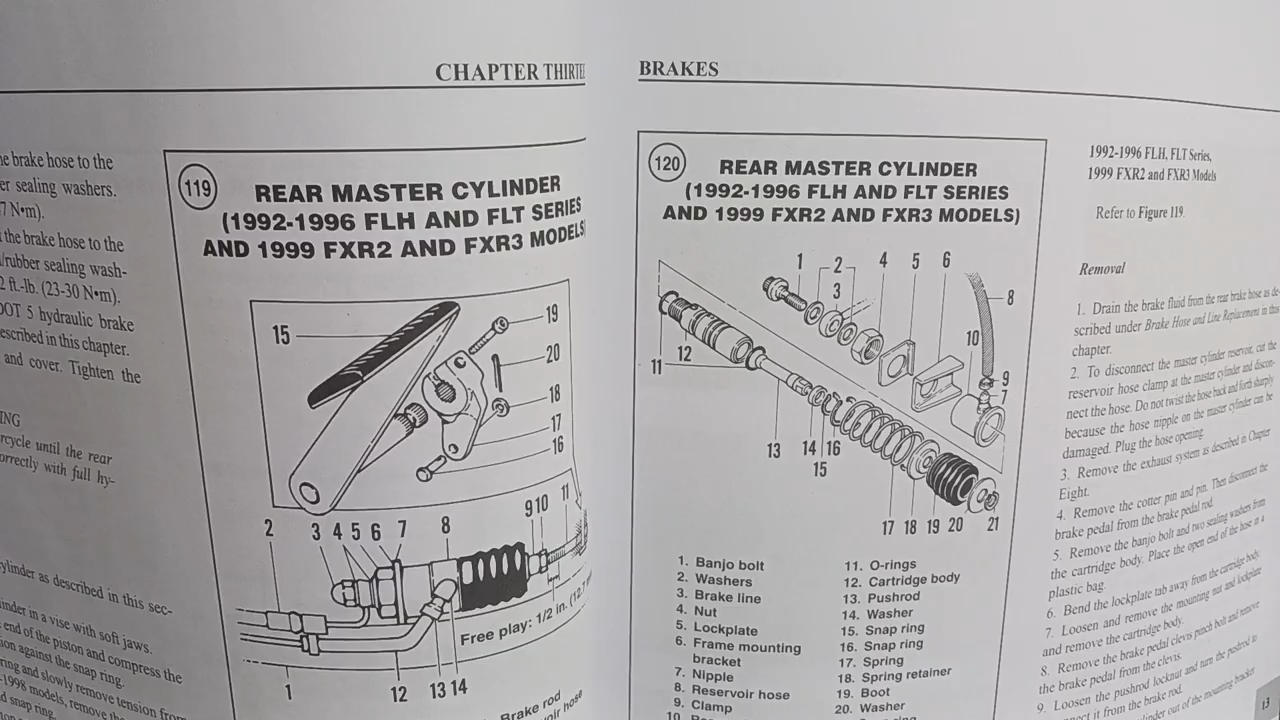 CHAPTER
he brake hose to the
er sealing washers.
7 N•m).
the brake hose to the
/rubber sealing wash-
2 ft.-lb. (23-30 N•m).
DOT 5 hydraulic brake
escribed in this chapter.
and cover. Tighten the
ING
rcycle until the rear
orrectly with full hy-
ylinder as described in this sec-
inder in a vise with soft jaws.
end of the piston and compress the
ion against the snap ring.
ring and slowly remove tension from
-1998 models, remove the
d snap ring.
119
REAR MASTER CYLINDER
(1992-1996 FLH AND FLT SERIES
AND 1999 FXR2 AND FXR3 MODELS)
15
19
20
18
17
16
2
3
4
5
6
7
8
9
10
11
Free play: 1/2 in.
1
12
13
14
Brake rod
hose
BRAKES
120
REAR MASTER CYLINDER
(1992-1996 FLH AND FLT SERIES
AND 1999 FXR2 AND FXR3 MODELS)
1
2
3
4
5
6
8
10
9
7
11
12
13
14
16
15
17
18
19
20
21
1. Banjo bolt
2. Washers
3. Brake line
4. Nut
5. Lockplate
6. Frame mounting
bracket
7. Nipple
8. Reservoir hose
9. Clamp
10.
11. O-rings
12. Cartridge body
13. Pushrod
14. Washer
15. Snap ring
16. Snap ring
17. Spring
18. Spring retainer
19. Boot
20. Washer
1992-1996 FLH, FLT Series,
1999 FXR2 and FXR3 Models
Refer to Figure 119.
Removal
1. Drain the brake fluid from the rear brake hose as de-
scribed under Brake Hose and Line Replacement in this
chapter.
2. To disconnect the master cylinder reservoir, cut the
reservoir hose clamp at the master cylinder and discon-
nect the hose. Do not twist the hose back and forth sharply
because the hose nipple on the master cylinder can be
damaged. Plug the hose opening.
3. Remove the exhaust system as described in Chapter
Eight.
4. Remove the cotter pin and pin. Then disconnect the
brake pedal from the brake pedal rod.
5. Remove the banjo bolt and two sealing washers from
the cartridge body. Place the open end of the hose in a
plastic bag.
6. Bend the lockplate tab away from the cartridge body.
7. Loosen and remove the mounting nut and lockplate
and remove the cartridge body.
8. Remove the brake pedal clevis pinch bolt and remove
the brake pedal from the clevis.
9. Loosen the pushrod locknut and turn the pushrod to
nect it from the brake rod.
out of the mounting bracket
13